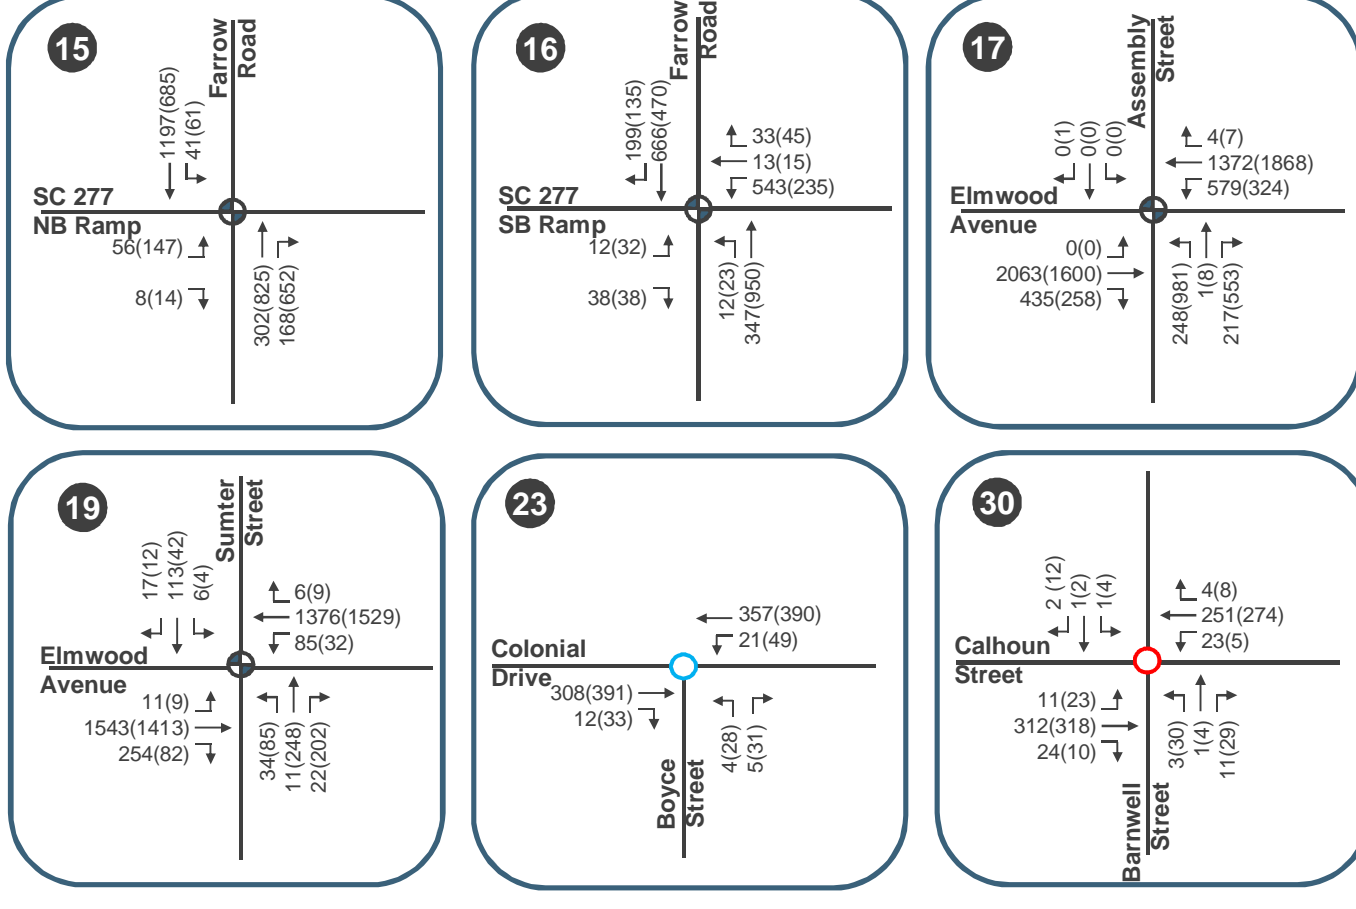 15
Farrow
Road
1197(685)
41(61)
SC 277
NB Ramp
56(147)
8(14)
302(825)
168(652)
16
Farrow
Road
199(135)
666(470)
33(45)
13(15)
543(235)
SC 277
SB Ramp
12(32)
38(38)
12(23)
347(950)
17
Assembly
Street
0(1)
0(0)
0(0)
4(7)
1372(1868)
579(324)
Elmwood
Avenue
0(0)
2063(1600)
435(258)
248(981)
1(8)
217(553)
19
Sumter
Street
17(12)
113(42)
6(4)
6(9)
1376(1529)
85(32)
Elmwood
Avenue
11(9)
1543(1413)
254(82)
34(85)
11(248)
22(202)
23
357(390)
21(49)
Colonial
Drive
308(391)
12(33)
4(28)
5(31)
Boyce
Street
30
2 (12)
1(2)
1(4)
4(8)
251(274)
23(5)
Calhoun
Street
11(23)
312(318)
24(10)
3(30)
1(4)
11(29)
Barnwell
Street